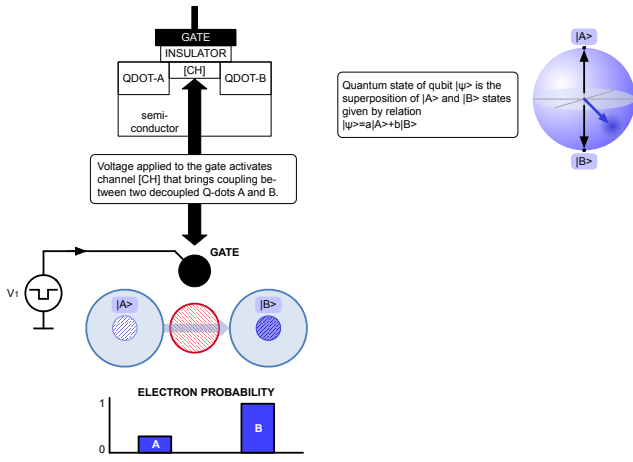 GATE
INSULATOR
QDOT-A
[CH]
QDOT-B
semi-
conductor
Voltage applied to the gate activates
channel [CH] that brings coupling be-
tween two decoupled Q-dots A and B.
|A>
Quantum state of qubit |ψ> is the
superposition of |A> and |B> states
given by relation
|ψ>=a|A>+b|B>
|B>
GATE
V1
|A>
|B>
ELECTRON PROBABILITY
1
0
A
B